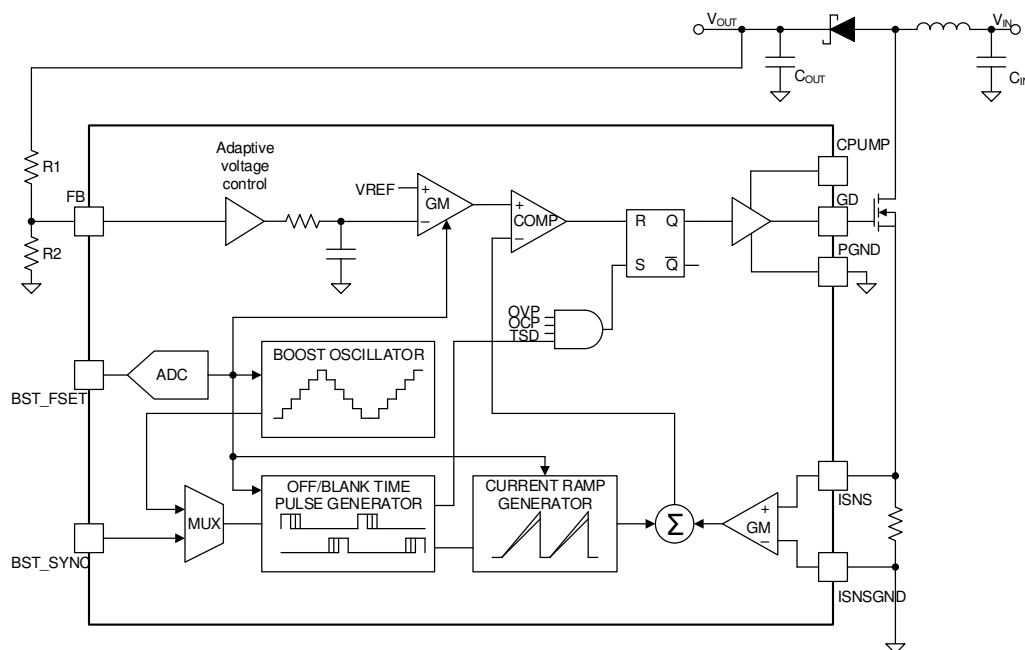 VOUT
VIN
COUT
CIN
CPUMP
R1
Adaptive
voltage
control
FB
VREF
+
GM
−
+
COMP
−
R Q
GD
R2
S Q
PGND
OVP
OCP
TSD
BOOST OSCILLATOR
ADC
BST_FSET
OFF/BLANK TIME
PULSE GENERATOR
CURRENT RAMP
GENERATOR
ISNS
MUX
Σ
+
GM
−
BST_SYNC
ISNSGND